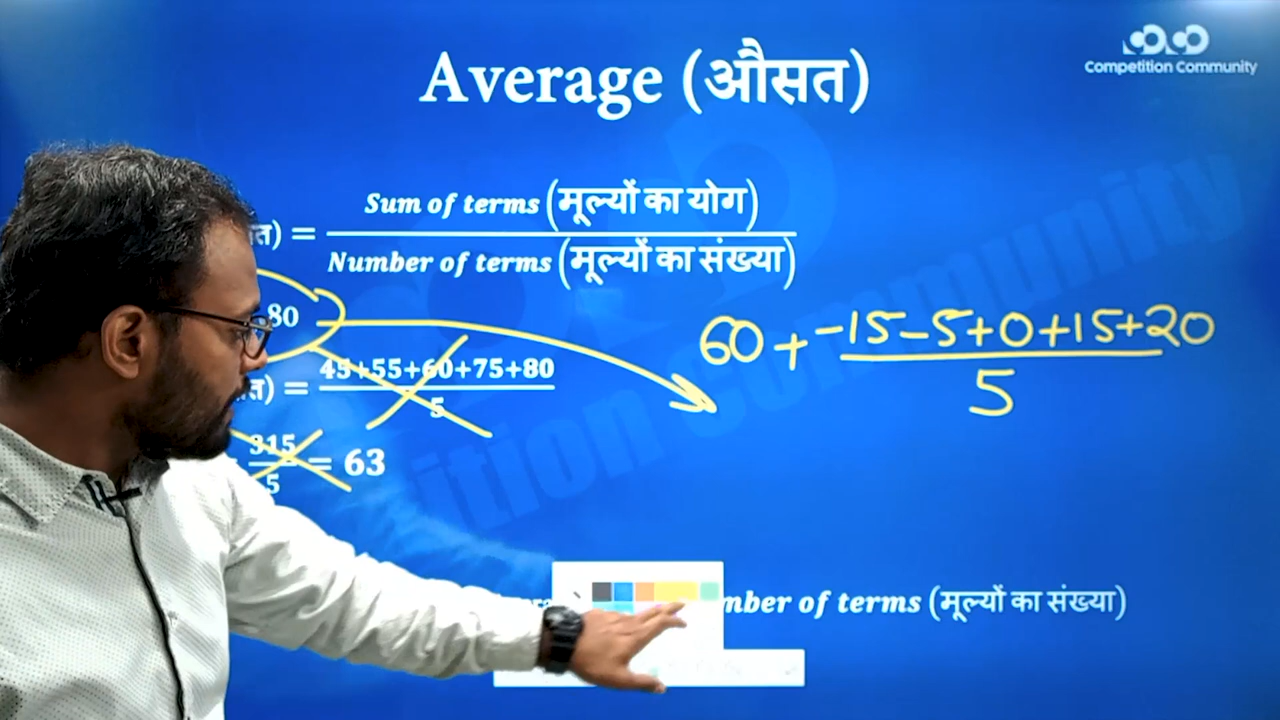 Competition Community
Average (औसत)
Sum of terms (मूल्यों का योग)
त) =
Number of terms (मूल्यों का संख्या)
80
60 + -15-5+0+15+20
5
त) = 45+55+60+75+80
5
315
= 63
5
of terms (मूल्यों का संख्या)